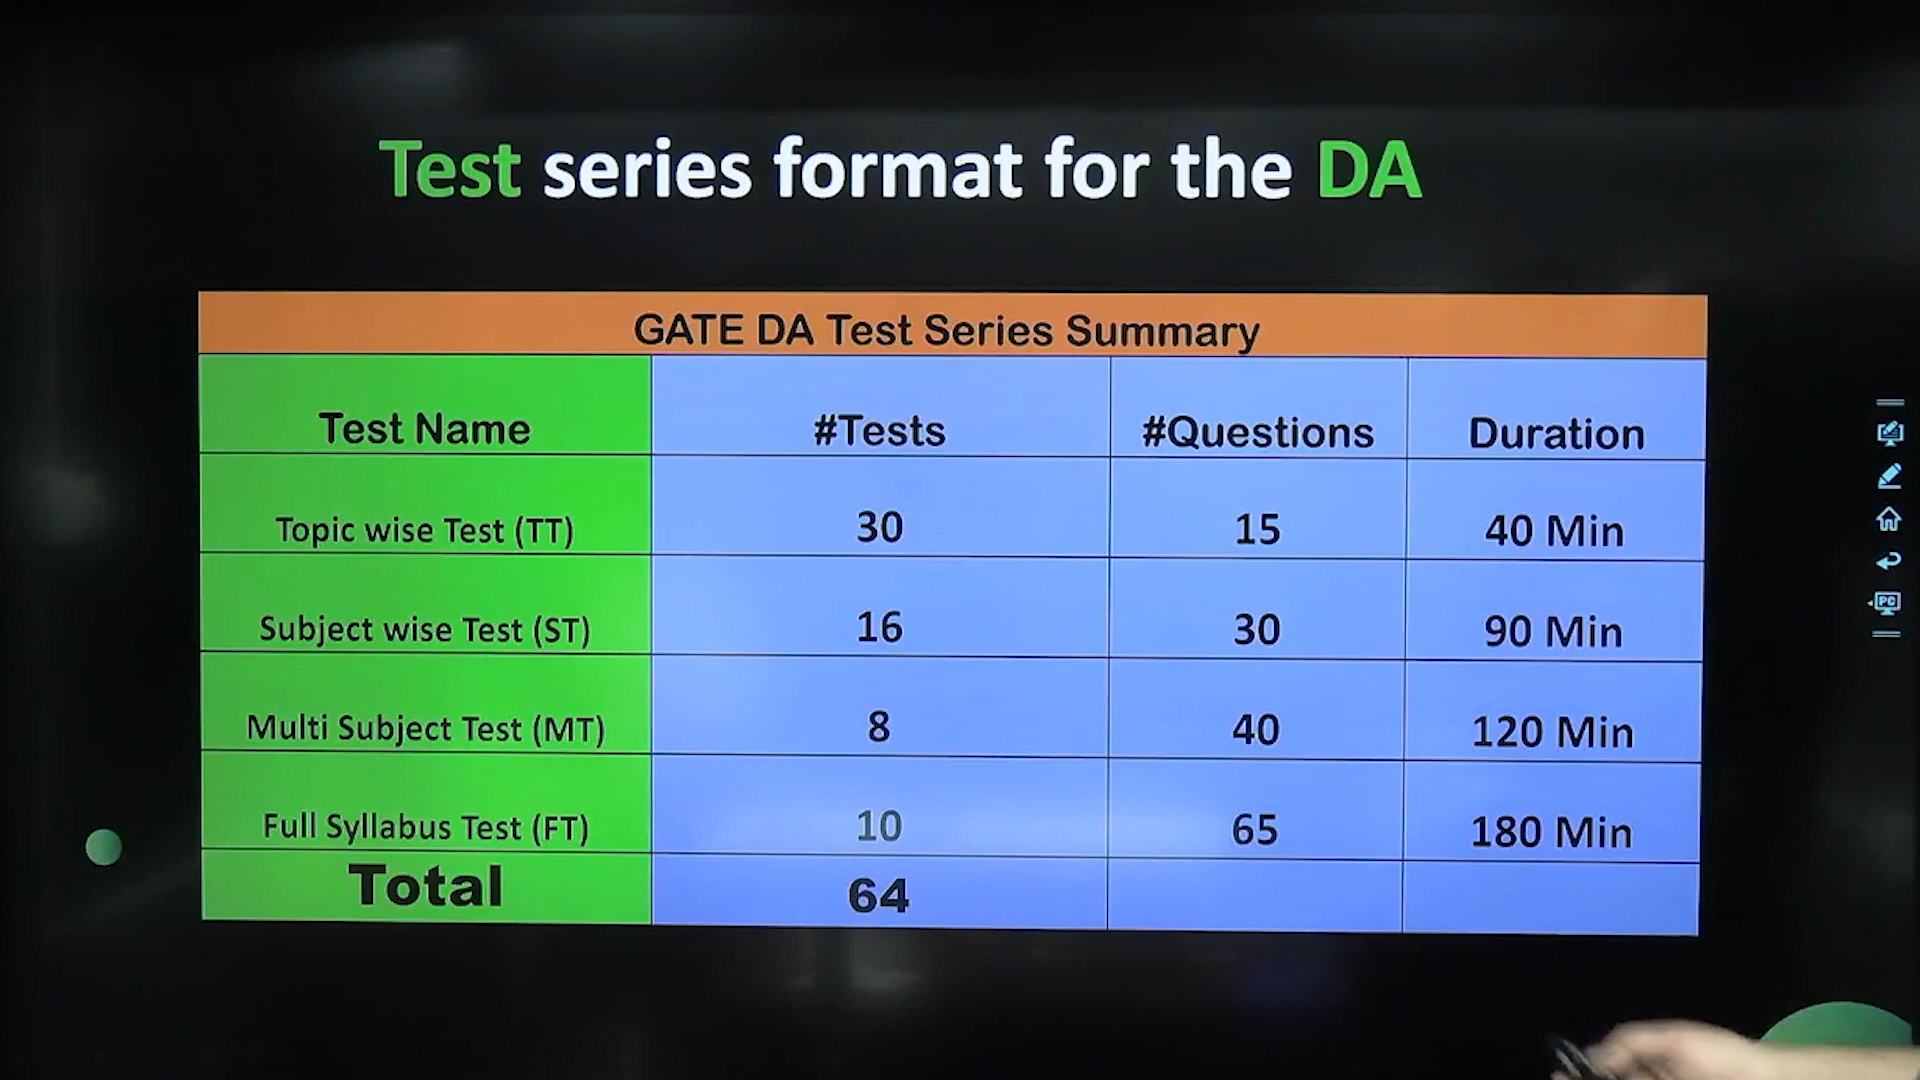 Test series format for the DA
GATE DA Test Series Summary
Test Name #Tests #Questions Duration
Topic wise Test (TT) 30 15 40 Min
Subject wise Test (ST) 16 30 90 Min
Multi Subject Test (MT) 8 40 120 Min
Full Syllabus Test (FT) 10 65 180 Min
Total 64
PC